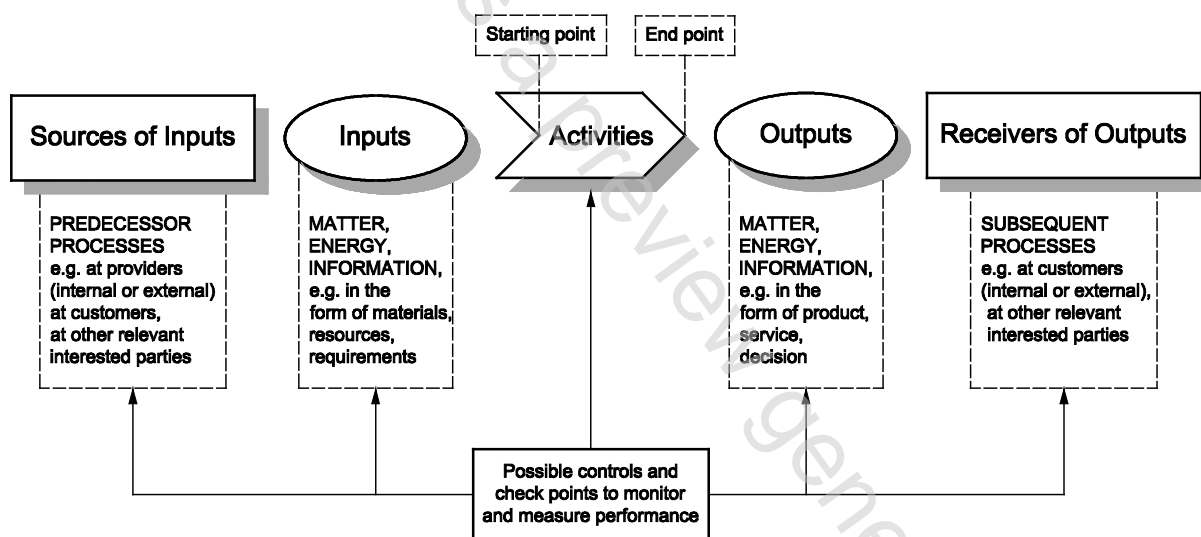 Starting point
End point
Sources of Inputs
Inputs
Activities
Outputs
Receivers of Outputs
PREDECESSOR
PROCESSES
e.g. at providers
(internal or external)
at customers,
at other relevant
interested parties
MATTER,
ENERGY,
INFORMATION,
e.g. in the
form of materials,
resources,
requirements
MATTER,
ENERGY,
INFORMATION,
e.g. in the
form of product,
service,
decision
SUBSEQUENT
PROCESSES
e.g. at customers
(internal or external),
at other relevant
interested parties
Possible controls and
check points to monitor
and measure performance
a preview gene